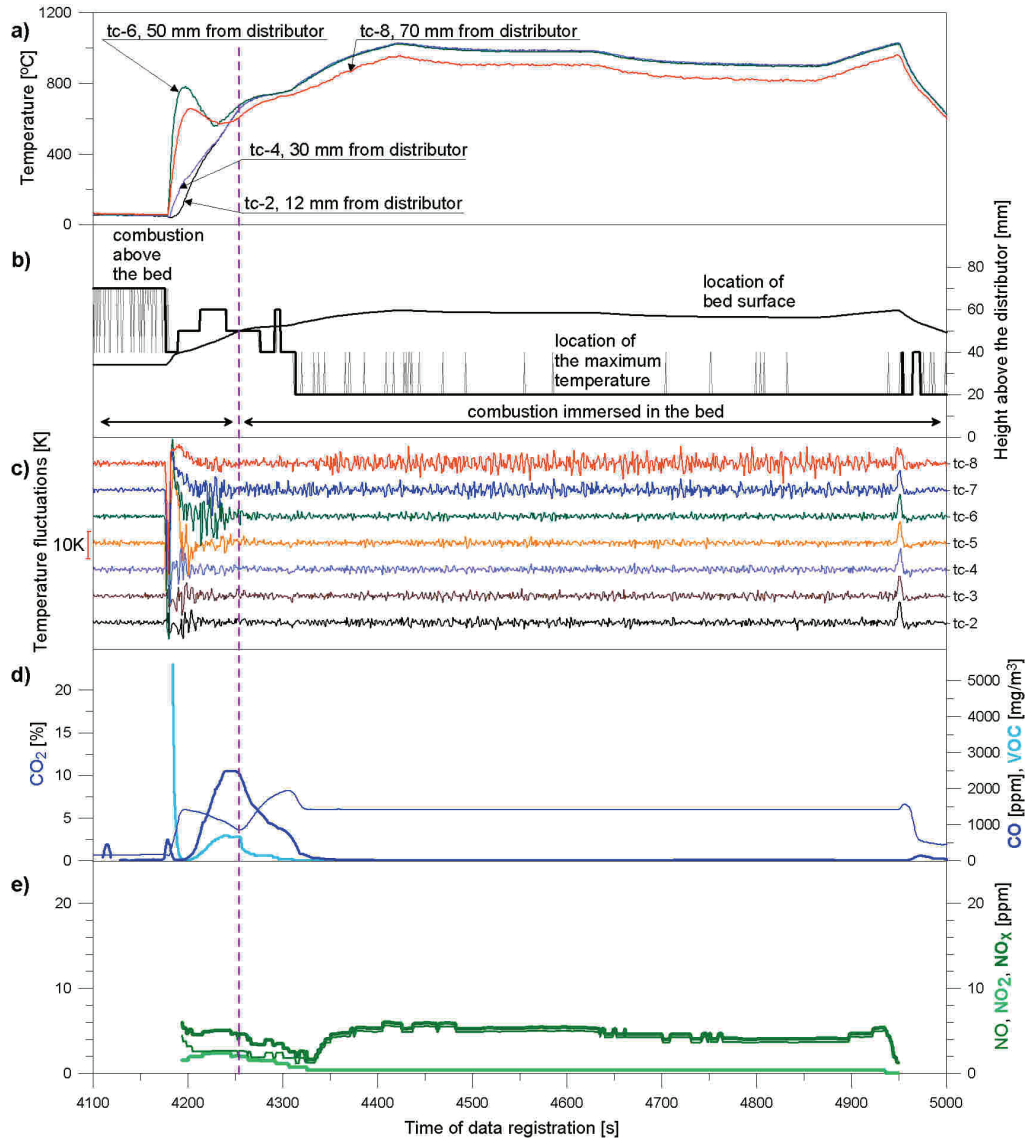 a)
1200
800
400
0
Temperature [ºC]
tc-6, 50 mm from distributor
tc-8, 70 mm from distributor
tc-4, 30 mm from distributor
tc-2, 12 mm from distributor
b)
combustion
above
the bed
location of
bed surface
location of
the maximum
temperature
combustion immersed in the bed
80
60
40
20
0
Height above the distributor [mm]
c)
Temperature fluctuations [K]
10K
tc-8
tc-7
tc-6
tc-5
tc-4
tc-3
tc-2
d)
20
15
10
5
0
CO2 [%]
5000
4000
3000
2000
1000
0
CO [ppm], VOC [mg/m³]
e)
20
10
0
20
10
0
NO, NO2, NOX [ppm]
4100
4200
4300
4400
4500
4600
4700
4800
4900
5000
Time of data registration [s]